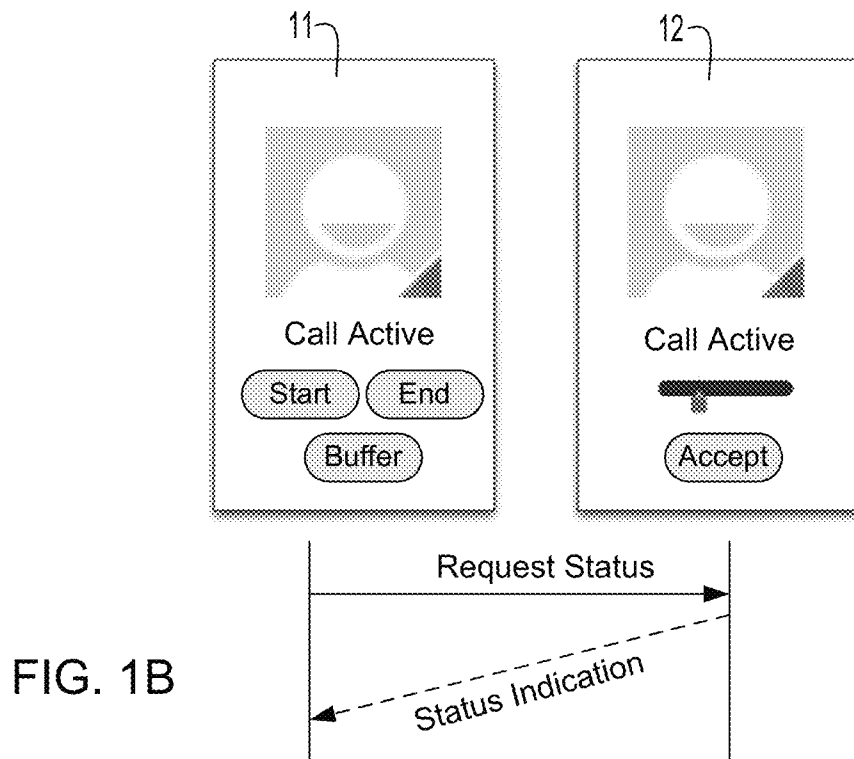 11
12
Call Active
Call Active
Start
End
Buffer
Accept
Request Status
Status Indication
FIG. 1B